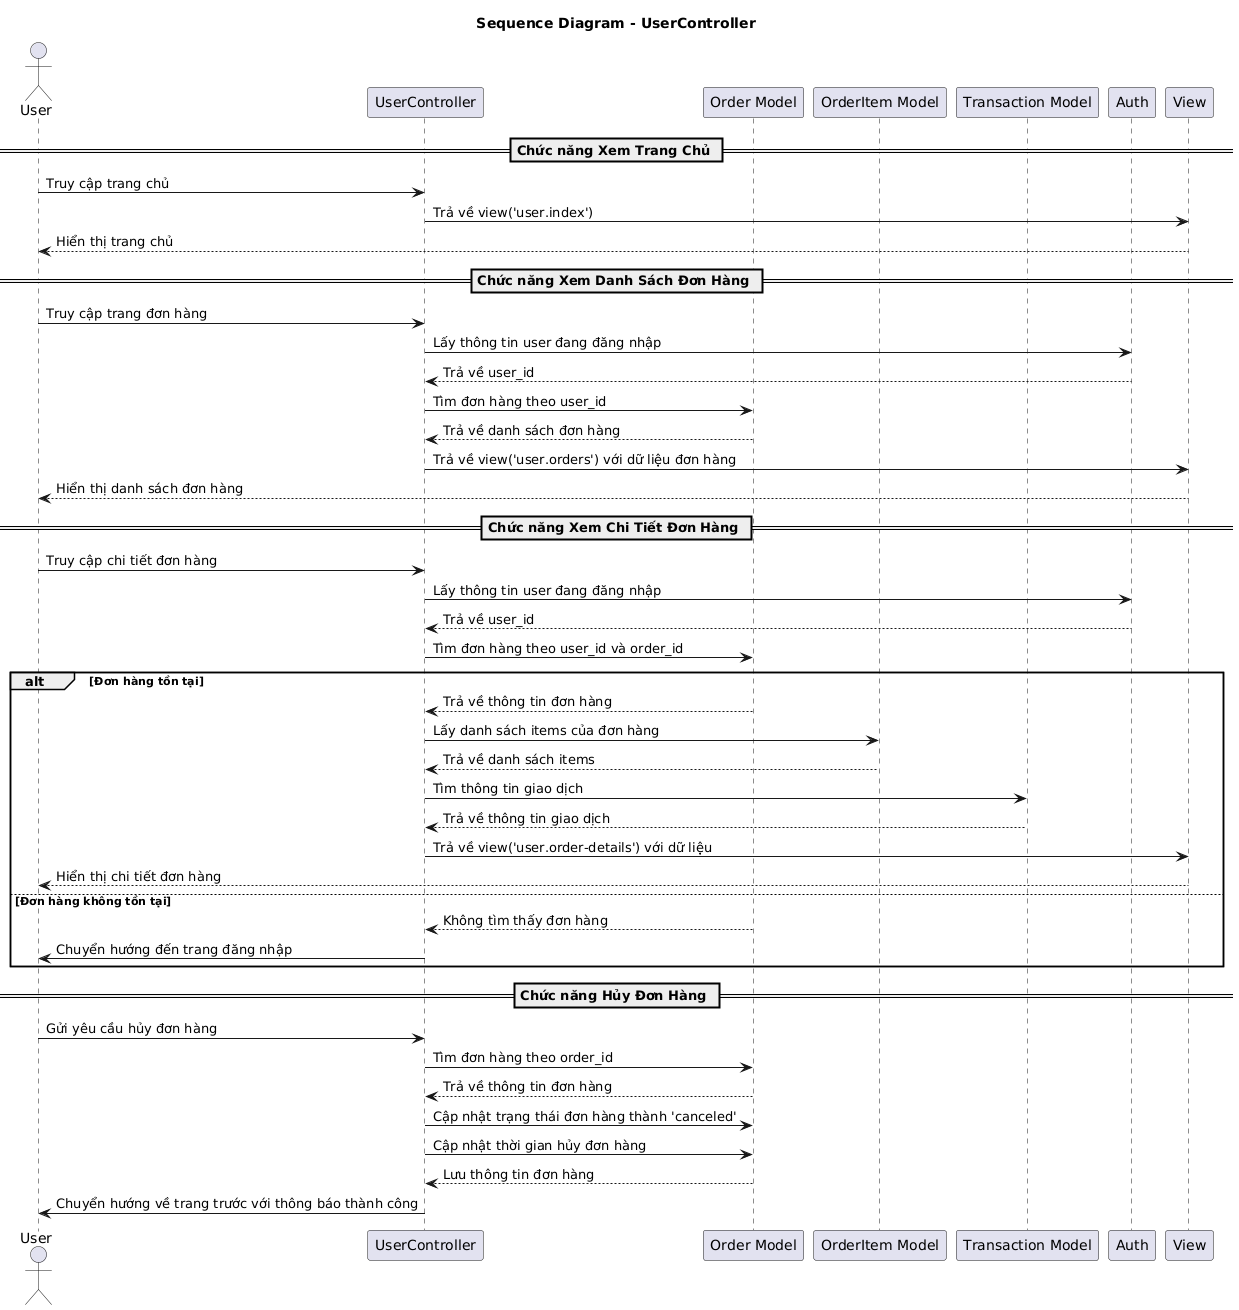 Sequence Diagram - UserController
User
UserController
Order Model
OrderItem Model
Transaction Model
Auth
View
Chức năng Xem Trang Chủ
Truy cập trang chủ
Trả về view('user.index')
Hiển thị trang chủ
Chức năng Xem Danh Sách Đơn Hàng
Truy cập trang đơn hàng
Lấy thông tin user đang đăng nhập
Trả về user_id
Tìm đơn hàng theo user_id
Trả về danh sách đơn hàng
Trả về view('user.orders') với dữ liệu đơn hàng
Hiển thị danh sách đơn hàng
Chức năng Xem Chi Tiết Đơn Hàng
Truy cập chi tiết đơn hàng
Lấy thông tin user đang đăng nhập
Trả về user_id
Tìm đơn hàng theo user_id và order_id
alt [Đơn hàng tồn tại]
Trả về thông tin đơn hàng
Lấy danh sách items của đơn hàng
Trả về danh sách items
Tìm thông tin giao dịch
Trả về thông tin giao dịch
Trả về view('user.order-details') với dữ liệu
Hiển thị chi tiết đơn hàng
[Đơn hàng không tồn tại]
Không tìm thấy đơn hàng
Chuyển hướng đến trang đăng nhập
Chức năng Hủy Đơn Hàng
Gửi yêu cầu hủy đơn hàng
Tìm đơn hàng theo order_id
Trả về thông tin đơn hàng
Cập nhật trạng thái đơn hàng thành 'canceled'
Cập nhật thời gian hủy đơn hàng
Lưu thông tin đơn hàng
Chuyển hướng về trang trước với thông báo thành công
User
UserController
Order Model
OrderItem Model
Transaction Model
Auth
View